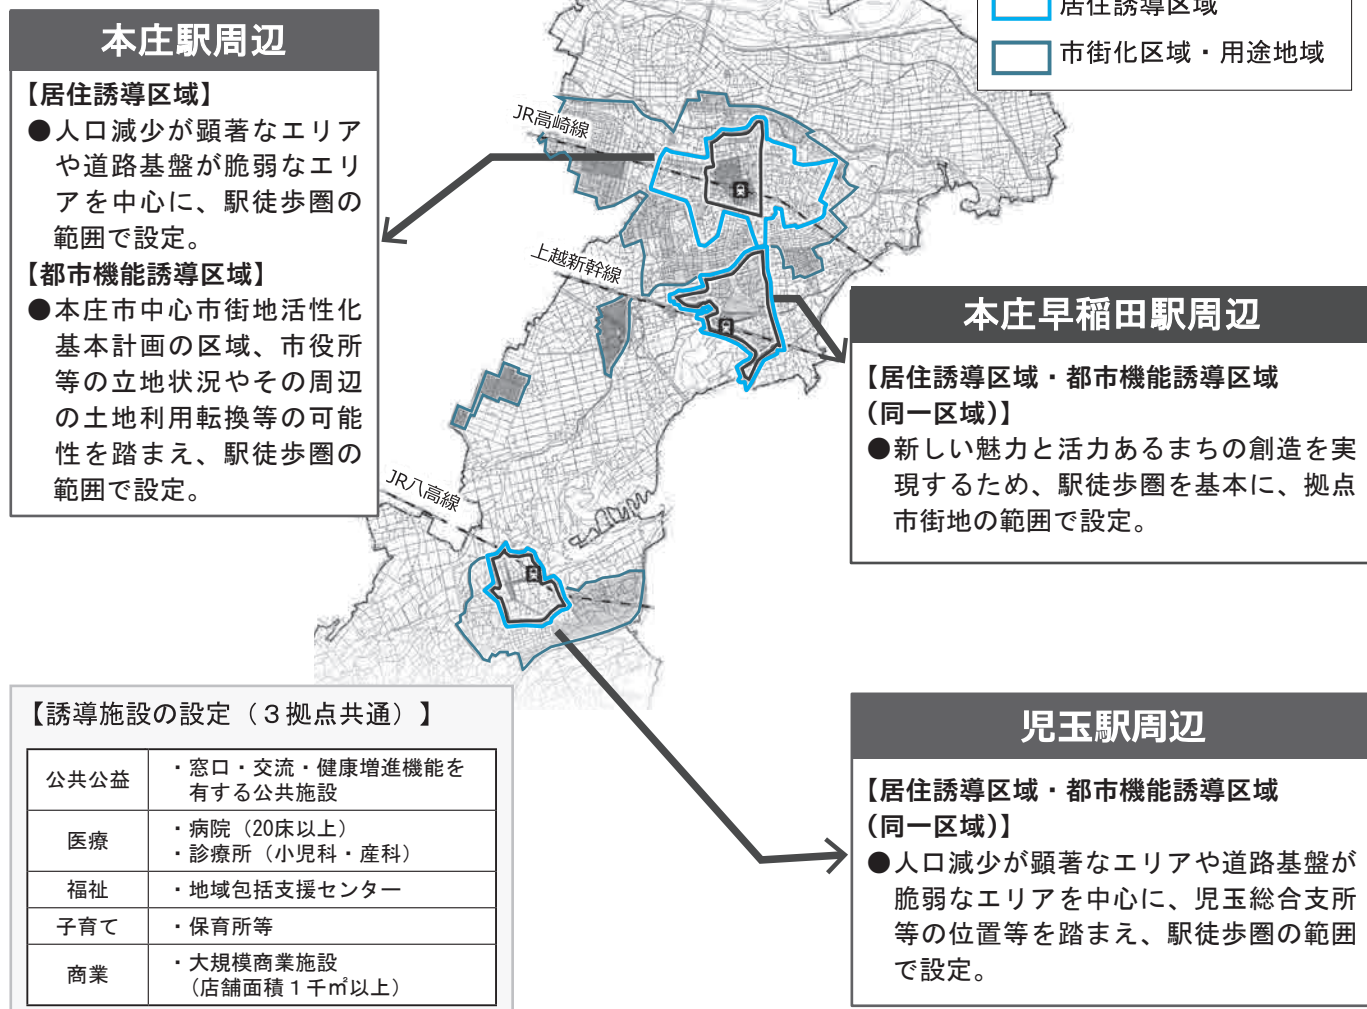 本庄駅周辺
【居住誘導区域】
●人口減少が顕著なエリア
や道路基盤が脆弱なエリ
アを中心に、駅徒歩圏の
範囲で設定。
【都市機能誘導区域】
●本庄市中心市街地活性化
基本計画の区域、市役所
等の立地状況やその周辺
の土地利用転換等の可能
性を踏まえ、駅徒歩圏の
範囲で設定。
居住誘導区域
市街化区域・用途地域
JR高崎線
上越新幹線
JR八高線
本庄早稲田駅周辺
【居住誘導区域・都市機能誘導区域
(同一区域)】
●新しい魅力と活力あるまちの創造を実
現するため、駅徒歩圏を基本に、拠点
市街地の範囲で設定。
児玉駅周辺
【居住誘導区域・都市機能誘導区域
(同一区域)】
●人口減少が顕著なエリアや道路基盤が
脆弱なエリアを中心に、児玉総合支所
等の位置等を踏まえ、駅徒歩圏の範囲
で設定。
【誘導施設の設定（３拠点共通）】
公共公益
・窓口・交流・健康増進機能を
有する公共施設
医療
・病院（20床以上）
・診療所（小児科・産科）
福祉
・地域包括支援センター
子育て
・保育所等
商業
・大規模商業施設
（店舗面積１千㎡以上）